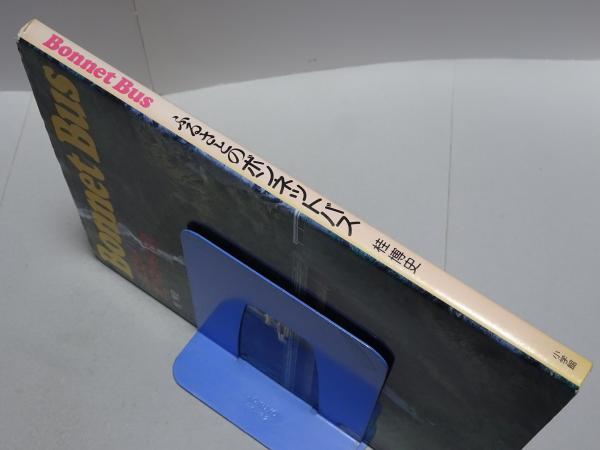 Bonnet Bus
ふるさとのボンネットバス
桂博史
小学館
Bonnet Bus